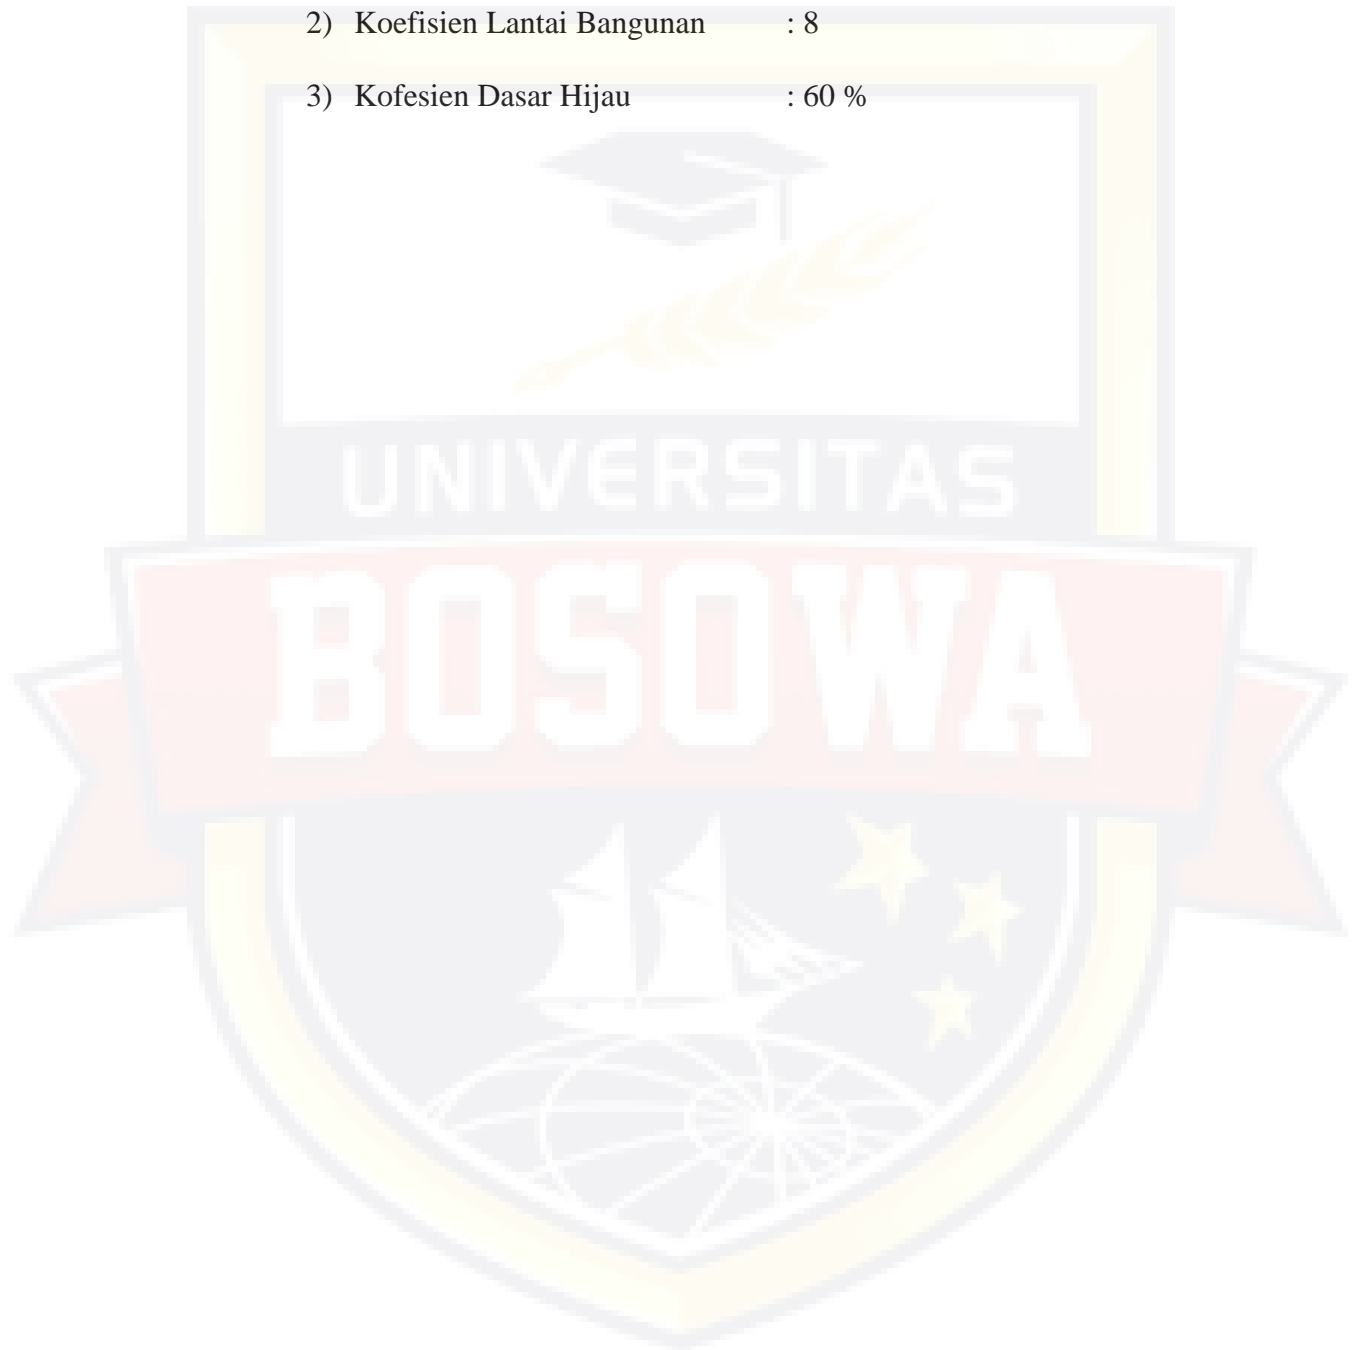 2) Koefisien Lantai Bangunan : 8
3) Kofesien Dasar Hijau : 60 %
UNIVERSITAS
BOSOWA